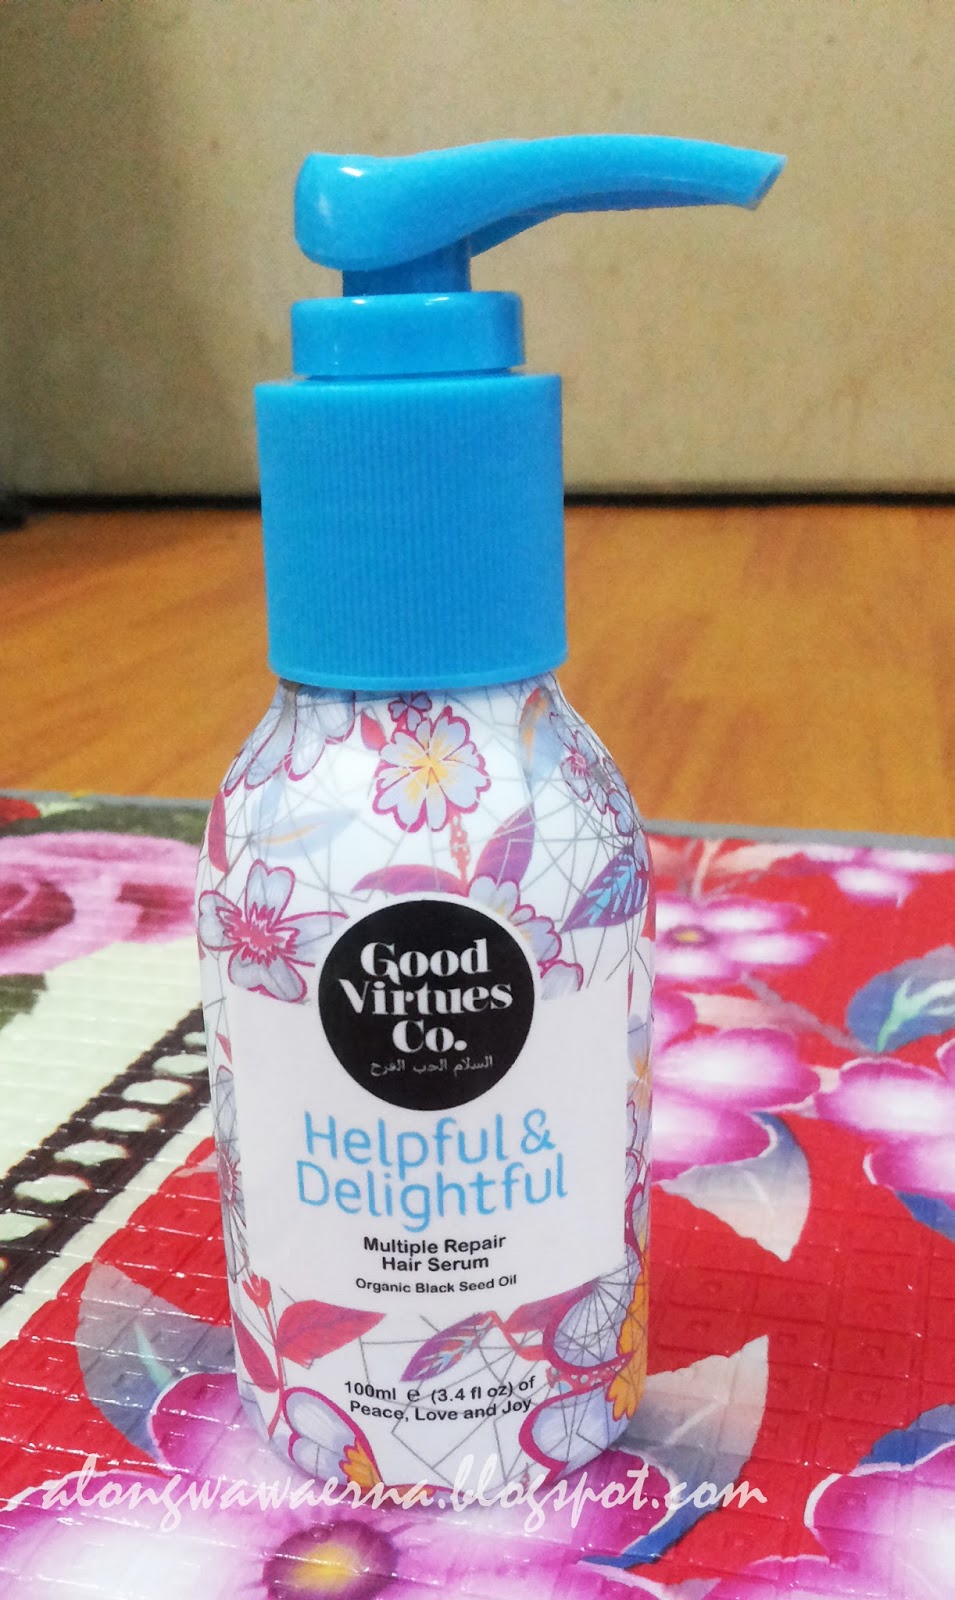 Good
Virtues
Co.
السلام الحب الفرح
Helpful &
Delightful
Multiple Repair
Hair Serum
Organic Black Seed Oil
100ml e (3.4 fl oz) of
Peace, Love and Joy
alongwawaerna.blogspot.com